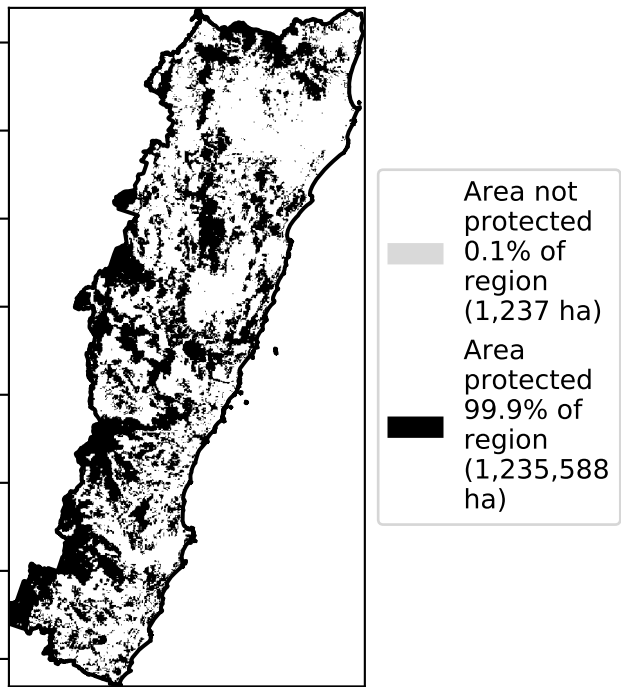 Area not
protected
0.1% of
region
(1,237 ha)
Area
protected
99.9% of
region
(1,235,588
ha)